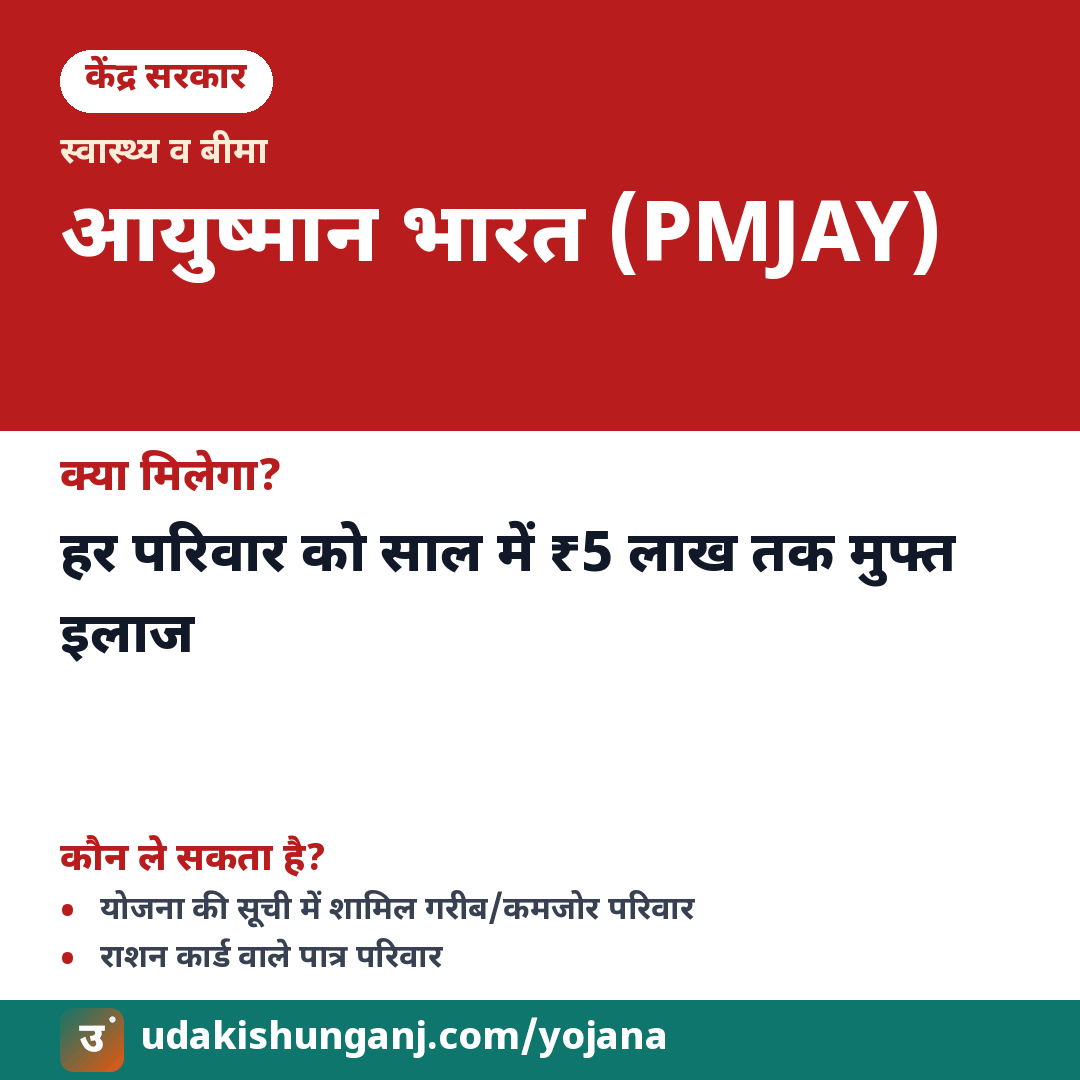 केंद्र सरकार
स्वास्थ्य व बीमा
आयुष्मान भारत (PMJAY)
क्या मिलेगा?
हर परिवार को साल में ₹5 लाख तक मुफ्त
इलाज
कौन ले सकता है?
• योजना की सूची में शामिल गरीब/कमजोर परिवार
• राशन कार्ड वाले पात्र परिवार
उ udakishunganj.com/yojana